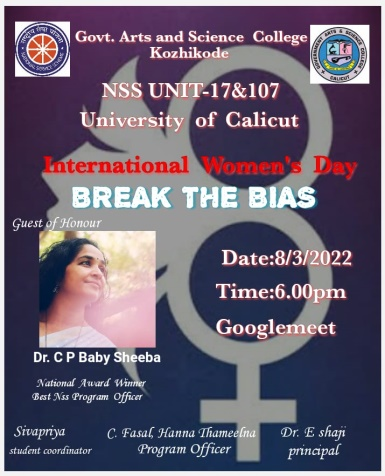 Govt. Arts and Science College
Kozhikode
NSS UNIT-17&107
University of Calicut
International Women's Day
BREAK THE BIAS
Guest of Honour
Date:8/3/2022
Time:6.00pm
Googlemeet
Dr. C P Baby Sheeba
National Award Winner
Best Nss Program Officer
Sivapriya
student coordinator
C. Fasal, Hanna Thameelna
Program Officer
Dr. E shaji
principal